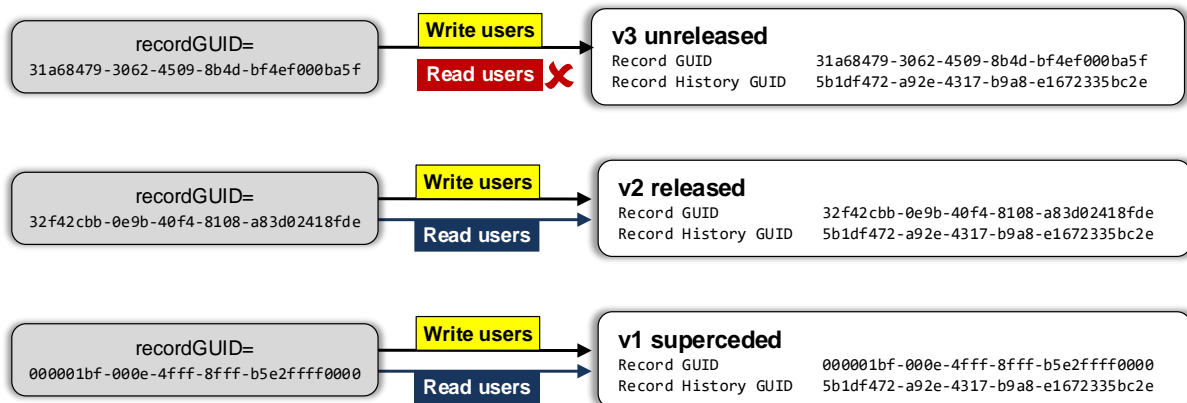 recordGUID=
31a68479-3062-4509-8b4d-bf4ef000ba5f
Write users
Read users
v3 unreleased
Record GUID 31a68479-3062-4509-8b4d-bf4ef000ba5f
Record History GUID 5b1df472-a92e-4317-b9a8-e1672335bc2e
recordGUID=
32f42cbb-0e9b-40f4-8108-a83d02418fde
Write users
Read users
v2 released
Record GUID 32f42cbb-0e9b-40f4-8108-a83d02418fde
Record History GUID 5b1df472-a92e-4317-b9a8-e1672335bc2e
recordGUID=
000001bf-000e-4fff-8fff-b5e2ffff0000
Write users
Read users
v1 superceded
Record GUID 000001bf-000e-4fff-8fff-b5e2ffff0000
Record History GUID 5b1df472-a92e-4317-b9a8-e1672335bc2e